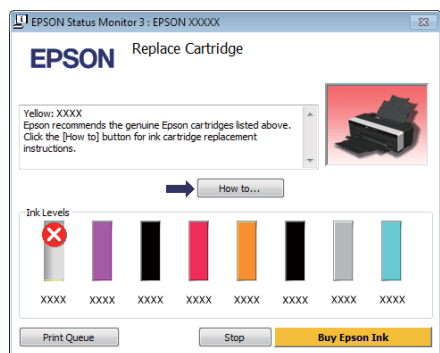 EPSON Status Monitor 3 : EPSON XXXXX
EPSON
Replace Cartridge
Yellow: XXXX
Epson recommends the genuine Epson cartridges listed above.
Click the [How to] button for ink cartridge replacement
instructions.
How to...
Ink Levels
XXXX XXXX XXXX XXXX XXXX XXXX XXXX XXXX
Print Queue Stop Buy Epson Ink